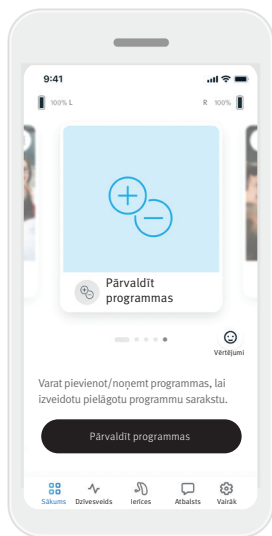 9:41
100% L
R 100%
Pārvaldīt
programmas
Vērtējumi
Varat pievienot/noņemt programmas, lai
izveidotu pielāgotu programmu sarakstu.
Pārvaldīt programmas
Sākums Dzīvesveids Ierīces Atbalsts Vairāk